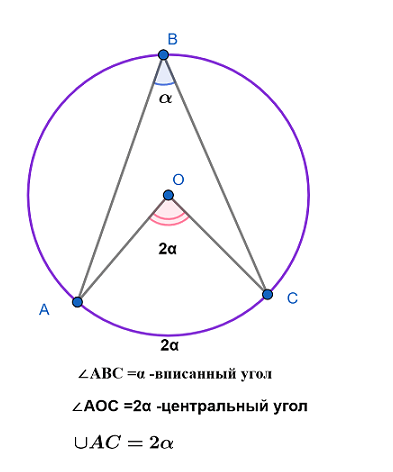 B
α
O
2α
A
C
2α
∠ABC =α -вписанный угол
∠AOC =2α -центральный угол
∪AC = 2α